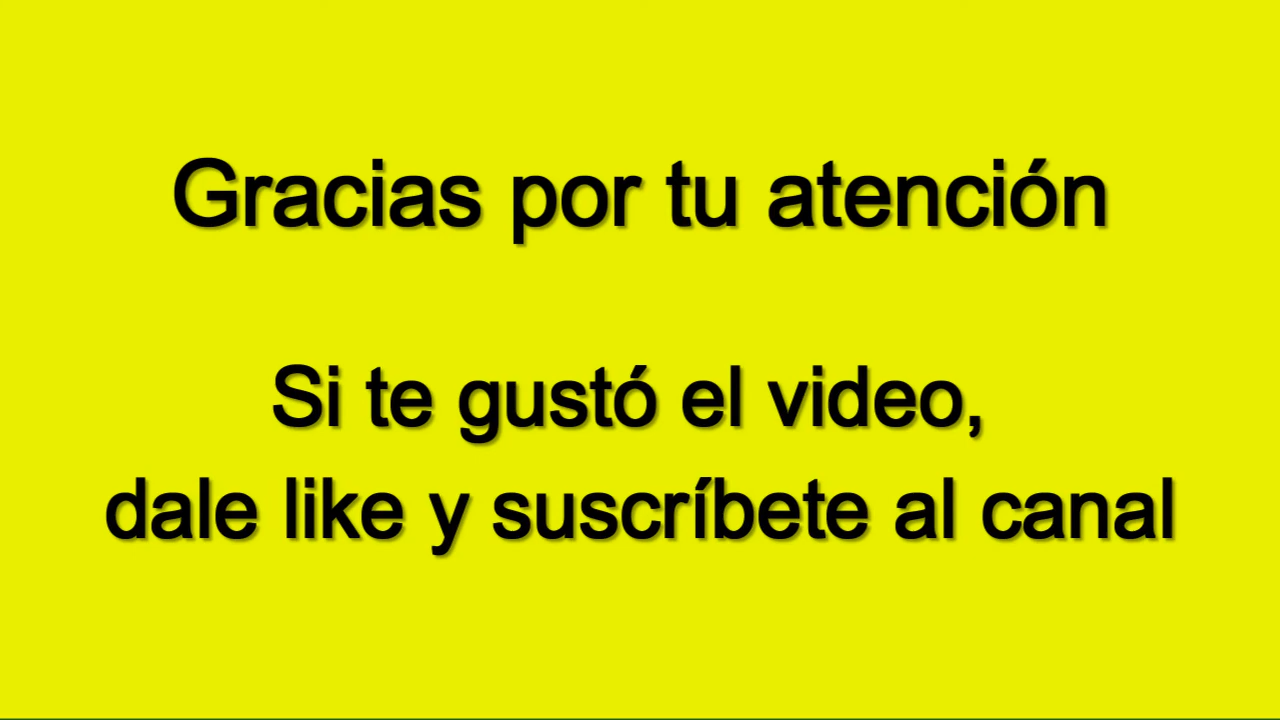 Gracias por tu atención
Si te gustó el video,
dale like y suscríbete al canal